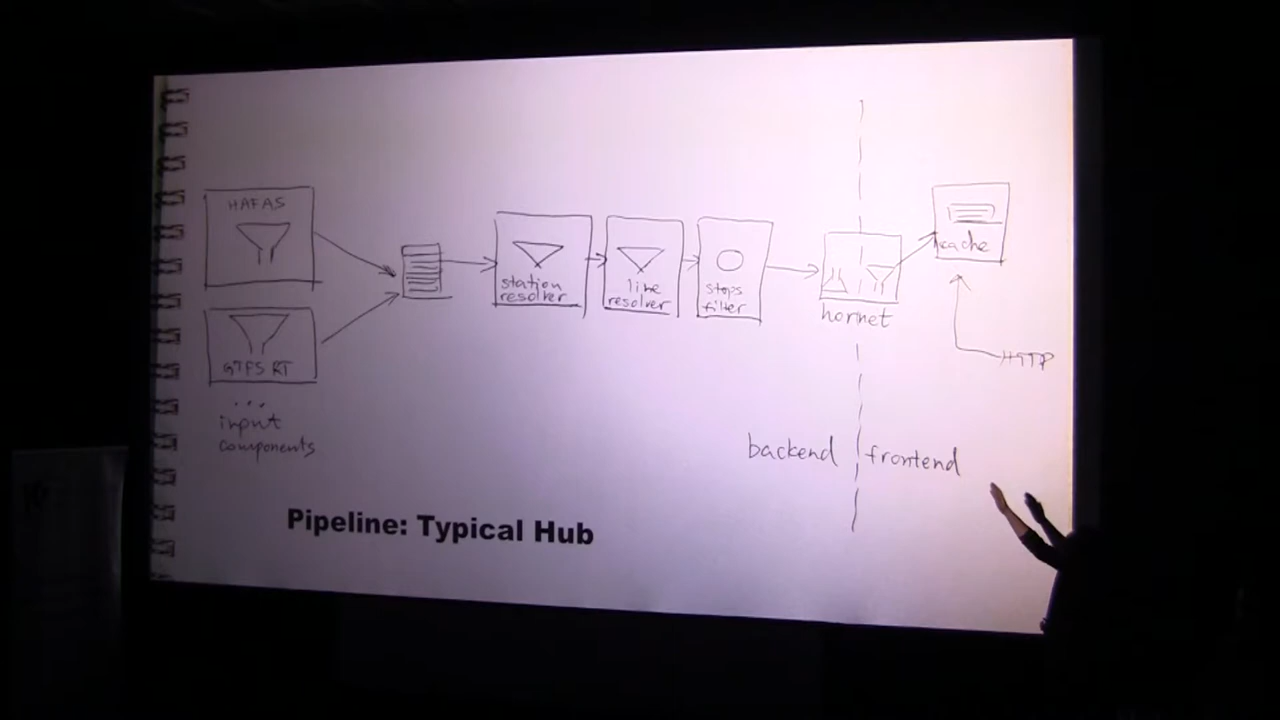 HAFAS
GTFS RT
...
input
components
station
resolver
line
resolver
stops
filter
hornet
cache
HTTP
backend
frontend
Pipeline: Typical Hub